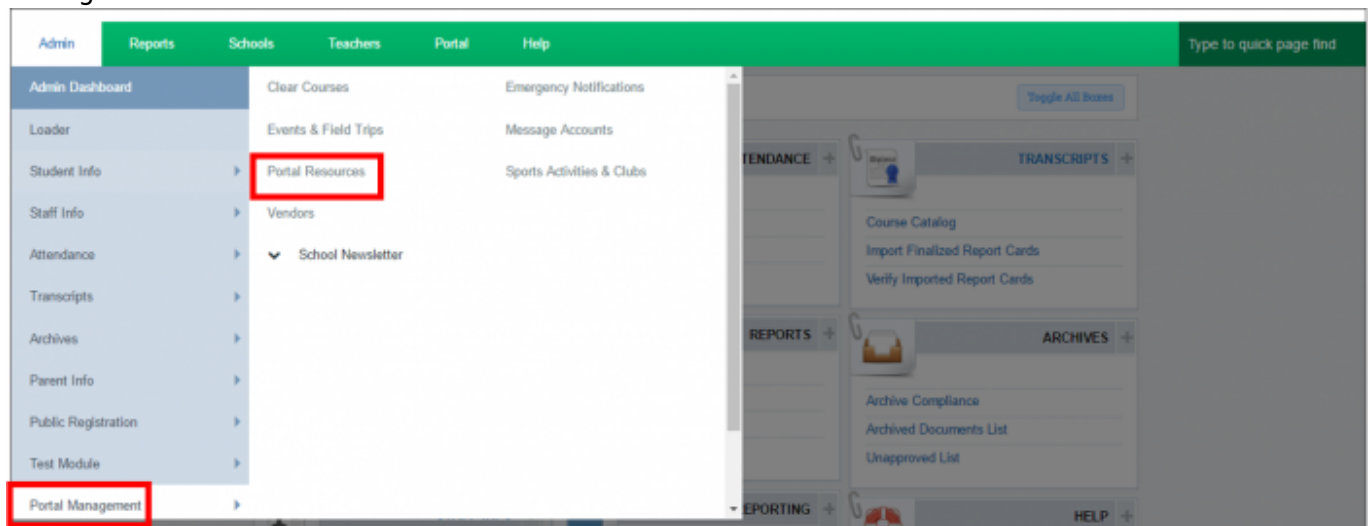 Admin Reports Schools Teachers Portal Help Type to quick page find
Admin Dashboard
Loader
Student Info
Staff Info
Attendance
Transcripts
Archives
Parent Info
Public Registration
Test Module
Portal Management
Clear Courses
Events & Field Trips
Portal Resources
Vendors
School Newsletter
Emergency Notifications
Message Accounts
Sports Activities & Clubs
Toggle All Boxes
TENDANCE +
TRANSCRIPTS +
Course Catalog
Import Finalized Report Cards
Verify Imported Report Cards
REPORTS +
ARCHIVES +
Archive Compliance
Archived Documents List
Unapproved List
EPORTING +
HELP +